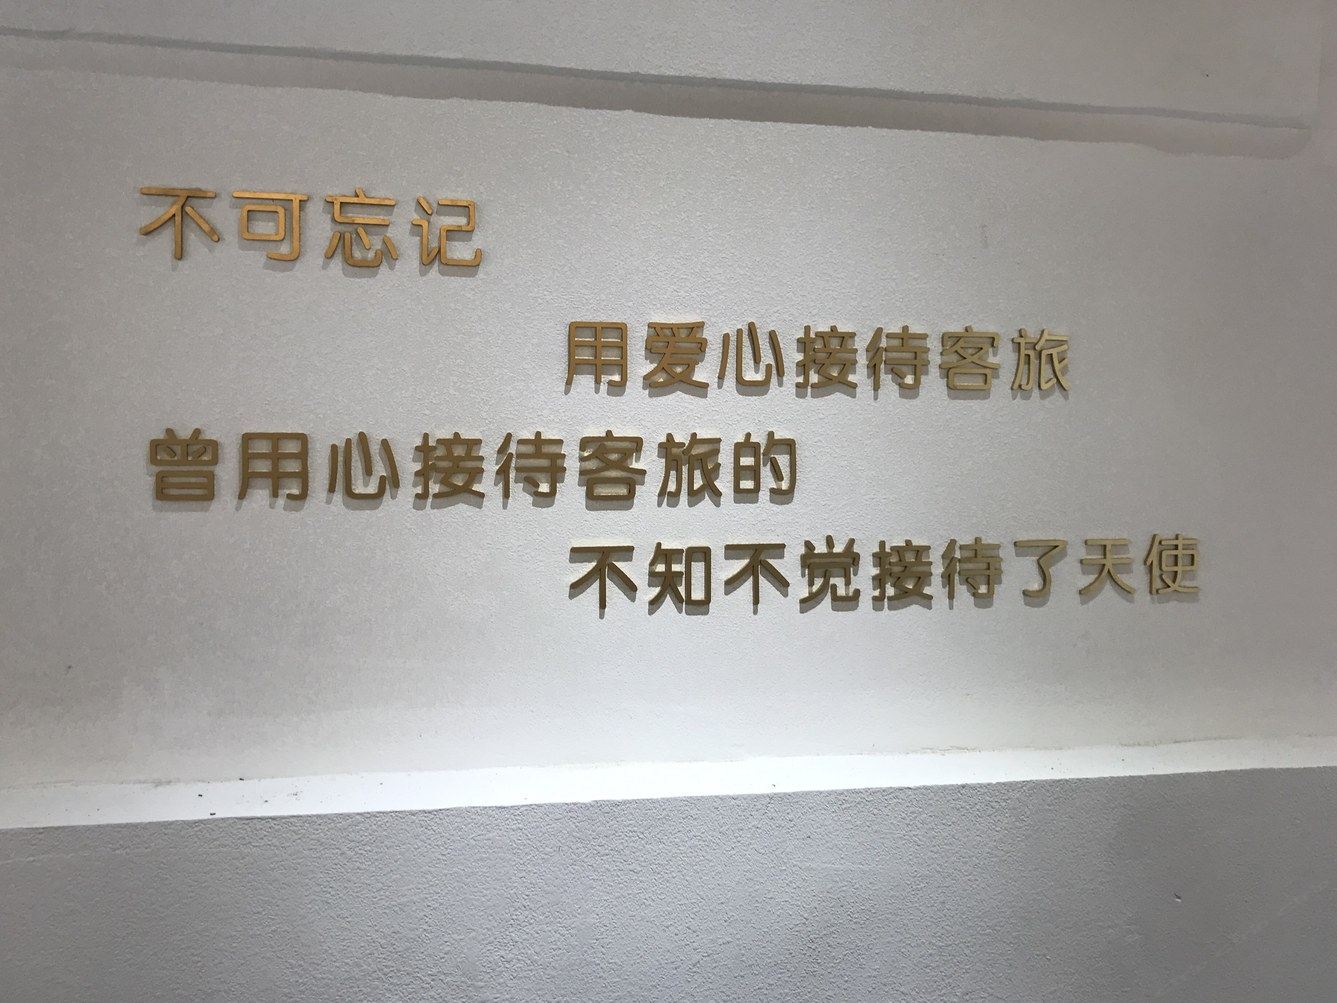 不可忘记
用爱心接待客旅
曾用心接待客旅的
不知不觉接待了天使